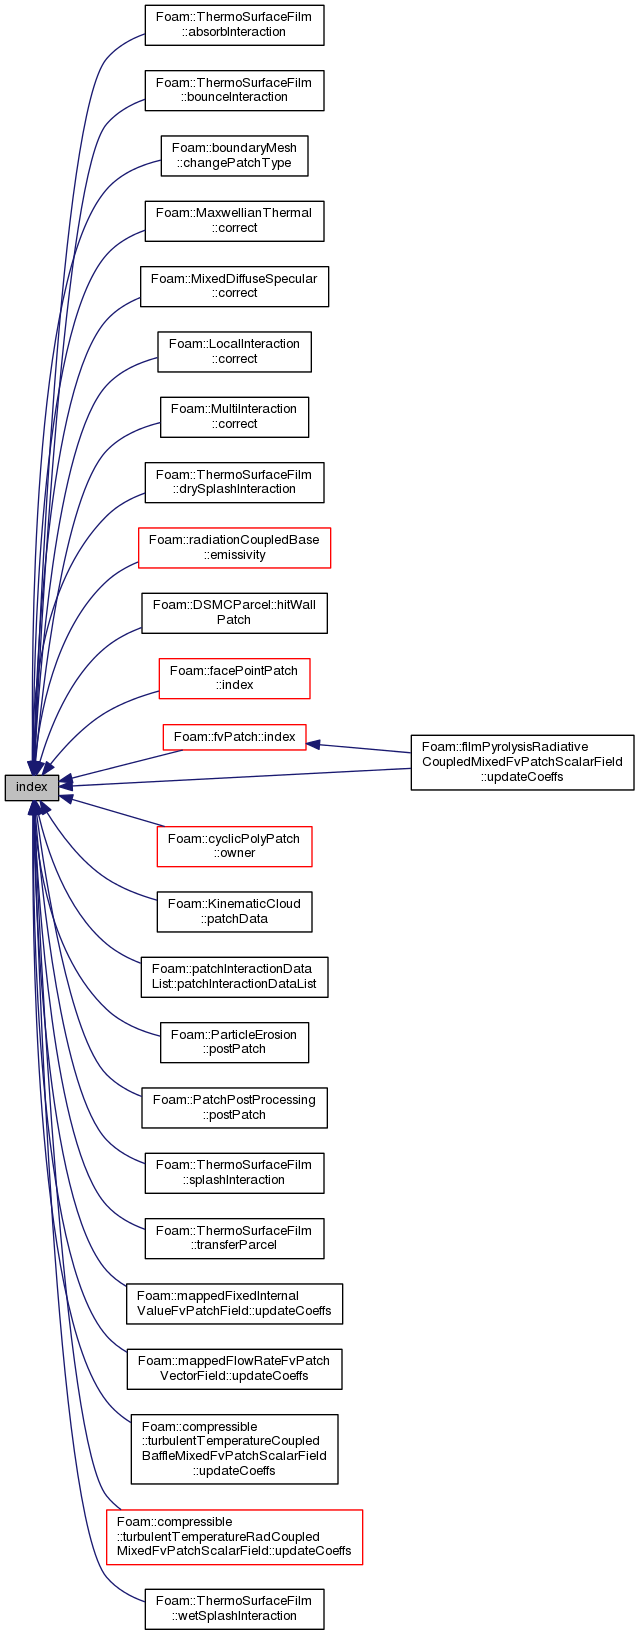 Foam::ThermoSurfaceFilm
::absorbInteraction
Foam::ThermoSurfaceFilm
::bounceInteraction
Foam::boundaryMesh
::changePatchType
Foam::MaxwellianThermal
::correct
Foam::MixedDiffuseSpecular
::correct
Foam::LocalInteraction
::correct
Foam::MultiInteraction
::correct
Foam::ThermoSurfaceFilm
::drySplashInteraction
Foam::radiationCoupledBase
::emissivity
Foam::DSMCParcel::hitWall
Patch
Foam::facePointPatch
::index
Foam::fvPatch::index
Foam::filmPyrolysisRadiative
CoupledMixedFvPatchScalarField
::updateCoeffs
index
Foam::cyclicPolyPatch
::owner
Foam::KinematicCloud
::patchData
Foam::patchInteractionData
List::patchInteractionDataList
Foam::ParticleErosion
::postPatch
Foam::PatchPostProcessing
::postPatch
Foam::ThermoSurfaceFilm
::splashInteraction
Foam::ThermoSurfaceFilm
::transferParcel
Foam::mappedFixedInternal
ValueFvPatchField::updateCoeffs
Foam::mappedFlowRateFvPatch
VectorField::updateCoeffs
Foam::compressible
::turbulentTemperatureCoupled
BaffleMixedFvPatchScalarField
::updateCoeffs
Foam::compressible
::turbulentTemperatureRadCoupled
MixedFvPatchScalarField::updateCoeffs
Foam::ThermoSurfaceFilm
::wetSplashInteraction